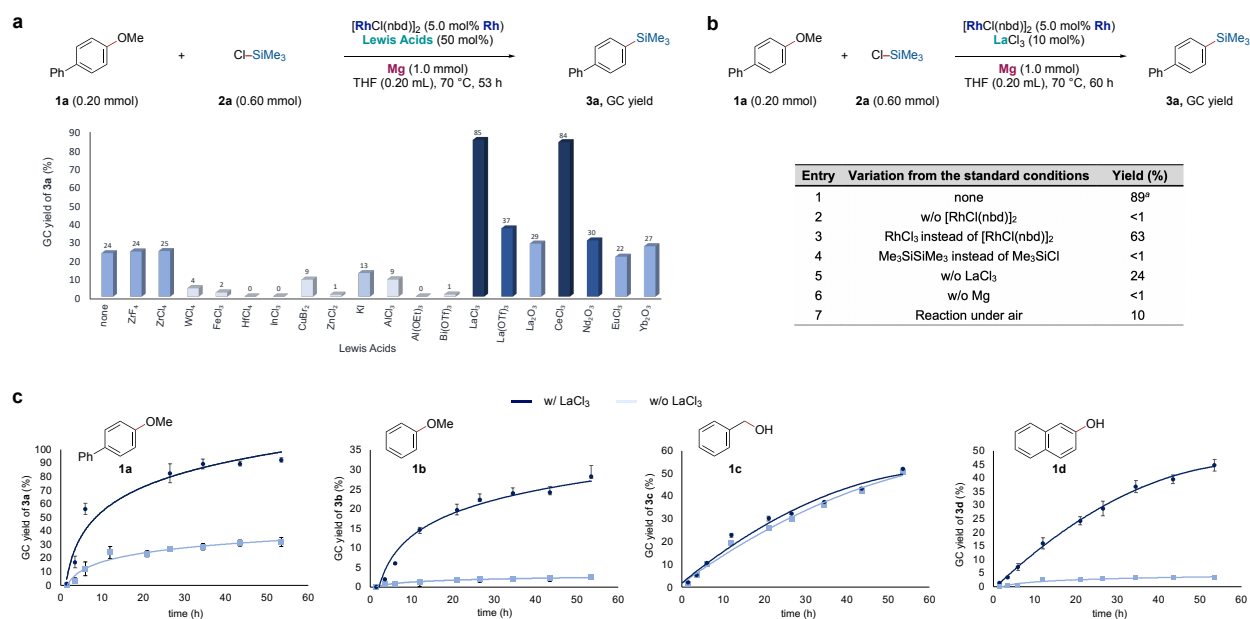 a
[RhCl(nbd)]2 (5.0 mol% Rh)
Lewis Acids (50 mol%)
Mg (1.0 mmol)
THF (0.20 mL), 70 °C, 53 h
OMe
Ph
+
Cl–SiMe3
SiMe3
Ph
1a (0.20 mmol)
2a (0.60 mmol)
3a, GC yield
GC yield of 3a (%)
90
80
70
60
50
40
30
20
10
0
24
24
25
4
2
0
0
9
1
13
9
0
1
85
37
29
84
30
22
27
none
ZrF4
ZrCl4
WCl4
FeCl3
HfCl4
InCl3
CuBr2
ZnCl2
KI
AlCl3
Al(OEt)3
Bi(OTf)3
LaCl3
La(OTf)3
La2O3
CeCl3
Nd2O3
EuCl3
Yb2O3
Lewis Acids
b
[RhCl(nbd)]2 (5.0 mol% Rh)
LaCl3 (10 mol%)
Mg (1.0 mmol)
THF (0.20 mL), 70 °C, 60 h
OMe
Ph
+
Cl–SiMe3
SiMe3
Ph
1a (0.20 mmol)
2a (0.60 mmol)
3a, GC yield
Entry Variation from the standard conditions Yield (%)
1 none 89a
2 w/o [RhCl(nbd)]2 <1
3 RhCl3 instead of [RhCl(nbd)]2 63
4 Me3SiSiMe3 instead of Me3SiCl <1
5 w/o LaCl3 24
6 w/o Mg <1
7 Reaction under air 10
c
w/ LaCl3
w/o LaCl3
OMe
Ph
1a
GC yield of 3a (%)
100
90
80
70
60
50
40
30
20
10
0
0 10 20 30 40 50 60
time (h)
OMe
1b
GC yield of 3b (%)
35
30
25
20
15
10
5
0
0 10 20 30 40 50 60
time (h)
OH
1c
GC yield of 3c (%)
60
50
40
30
20
10
0
0 10 20 30 40 50 60
time (h)
OH
1d
GC yield of 3d (%)
50
45
40
35
30
25
20
15
10
5
0
0 10 20 30 40 50 60
time (h)